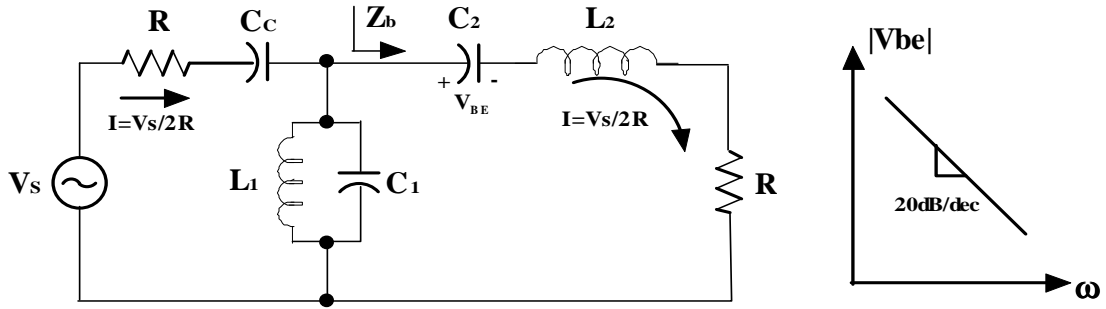 R
CC
Zb
C2
L2
I=Vs/2R
+
-
VBE
I=Vs/2R
VS
L1
C1
R
|Vbe|
20dB/dec
ω